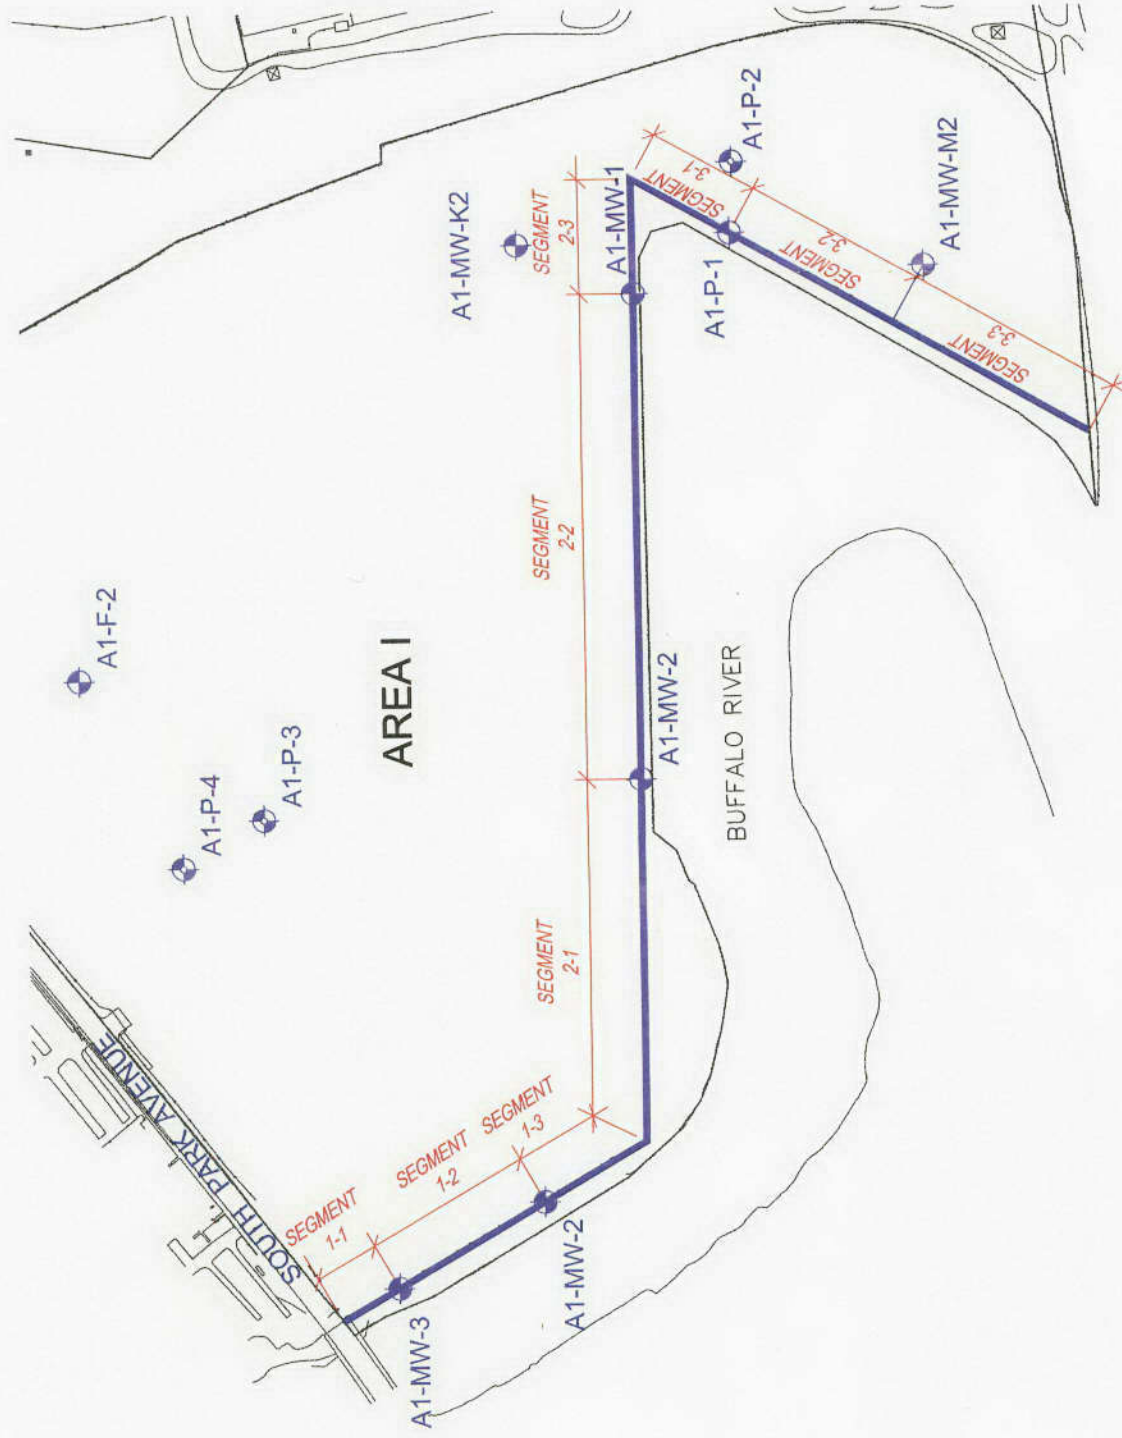 A1-F-2
A1-P-4
A1-P-3
AREA I
A1-MW-K2
SEGMENT
2-3
A1-MW-1
SEGMENT
3-1
A1-P-2
A1-P-1
SEGMENT
3-2
A1-MW-M2
SEGMENT
3-3
SEGMENT
2-2
A1-MW-2
BUFFALO RIVER
SEGMENT
2-1
SOUTH PARK AVENUE
SEGMENT
1-1
SEGMENT
1-2
SEGMENT
1-3
A1-MW-2
A1-MW-3